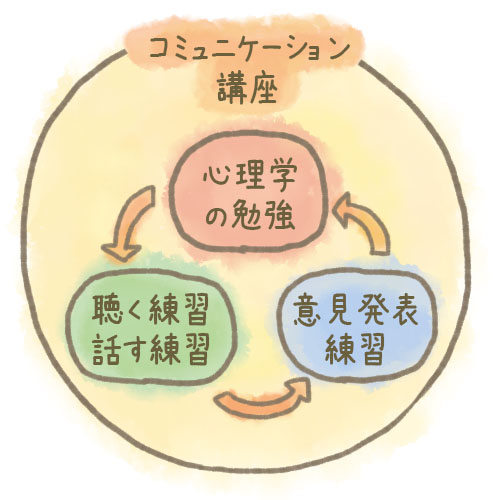 コミュニケーション
講座
心理学
の勉強
聴く練習
話す練習
意見発表
練習